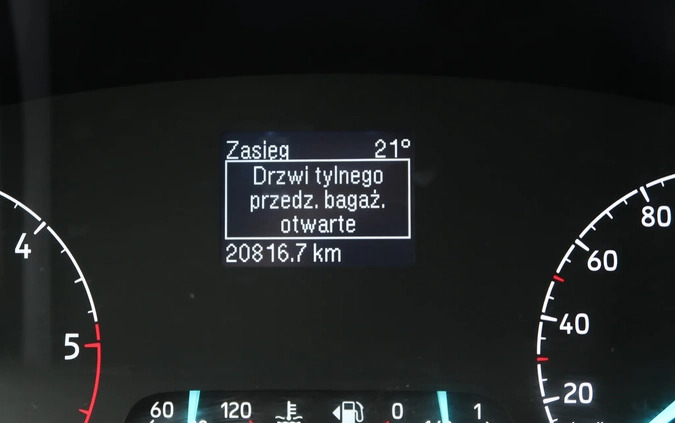 Zasięg 21°
Drzwi tylnego
przedz. bagaż.
otwarte
20816.7 km
4
5
80
60
40
20
60 120 0 1